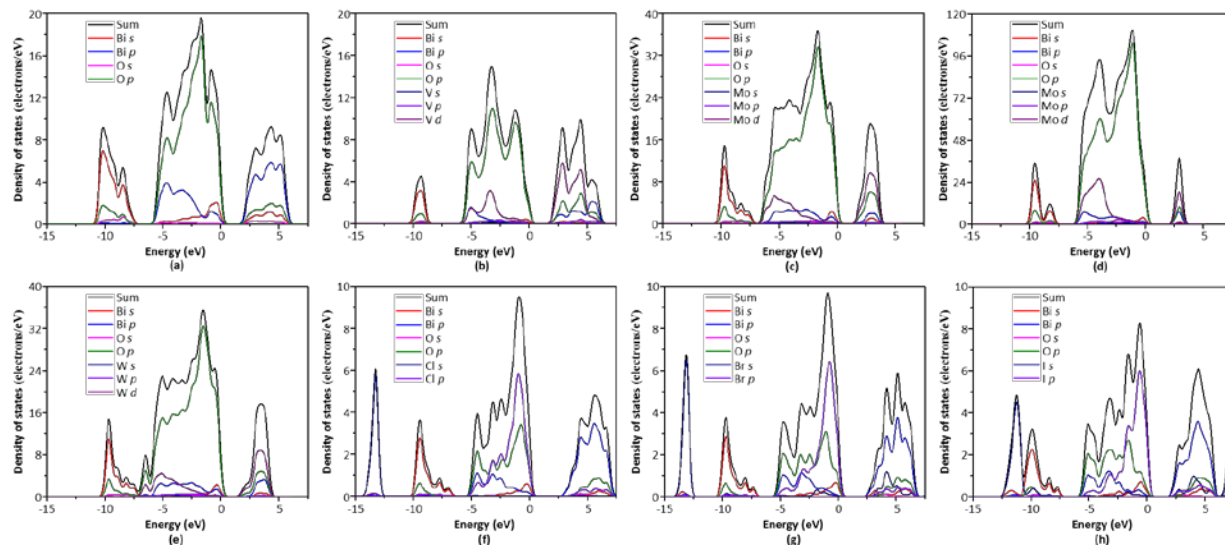 Density of states (electrons/eV)
20
16
12
8
4
0
Sum
Bi s
Bi p
O s
O p
-15 -10 -5 0 5
Energy (eV)
(a)
Density of states (electrons/eV)
20
16
12
8
4
0
Sum
Bi s
Bi p
O s
O p
V s
V p
V d
-15 -10 -5 0 5
Energy (eV)
(b)
Density of states (electrons/eV)
40
32
24
16
8
0
Sum
Bi s
Bi p
O s
O p
Mo s
Mo p
Mo d
-15 -10 -5 0 5
Energy (eV)
(c)
Density of states (electrons/eV)
120
96
72
48
24
0
Sum
Bi s
Bi p
O s
O p
Mo s
Mo p
Mo d
-15 -10 -5 0 5
Energy (eV)
(d)
Density of states (electrons/eV)
40
32
24
16
8
0
Sum
Bi s
Bi p
O s
O p
W s
W p
W d
-15 -10 -5 0 5
Energy (eV)
(e)
Density of states (electrons/eV)
10
8
6
4
2
0
Sum
Bi s
Bi p
O s
O p
Cl s
Cl p
-15 -10 -5 0 5
Energy (eV)
(f)
Density of states (electrons/eV)
10
8
6
4
2
0
Sum
Bi s
Bi p
O s
O p
Br s
Br p
-15 -10 -5 0 5
Energy (eV)
(g)
Density of states (electrons/eV)
10
8
6
4
2
0
Sum
Bi s
Bi p
O s
O p
I s
I p
-15 -10 -5 0 5
Energy (eV)
(h)